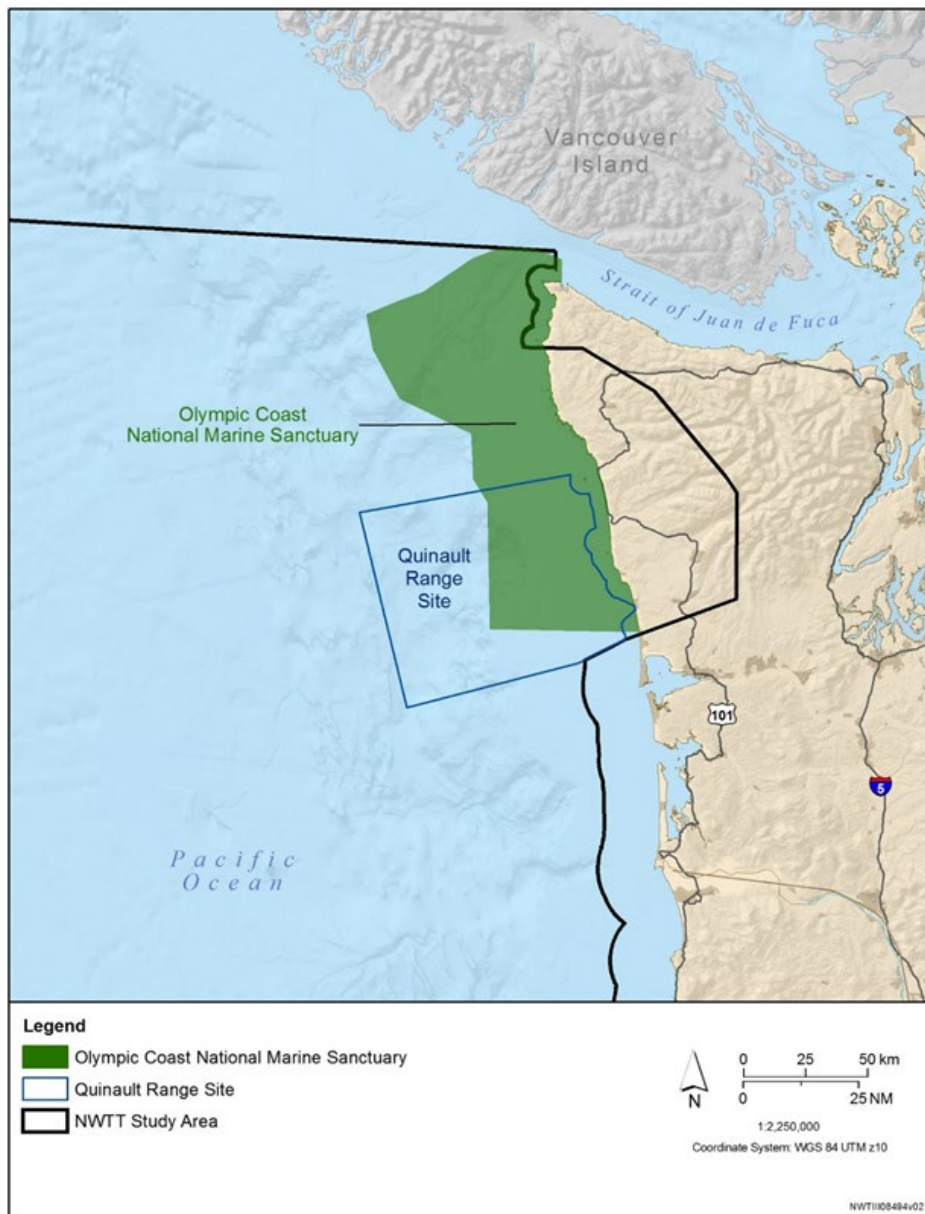 Vancouver
Island
Strait of Juan de Fuca
Olympic Coast
National Marine Sanctuary
Quinault
Range
Site
101
5
Pacific
Ocean
Legend
Olympic Coast National Marine Sanctuary
Quinault Range Site
NWTT Study Area
N
0 25 50 km
0 25 NM
1:2,250,000
Coordinate System: WGS 84 UTM z10
NWTIII08494v02